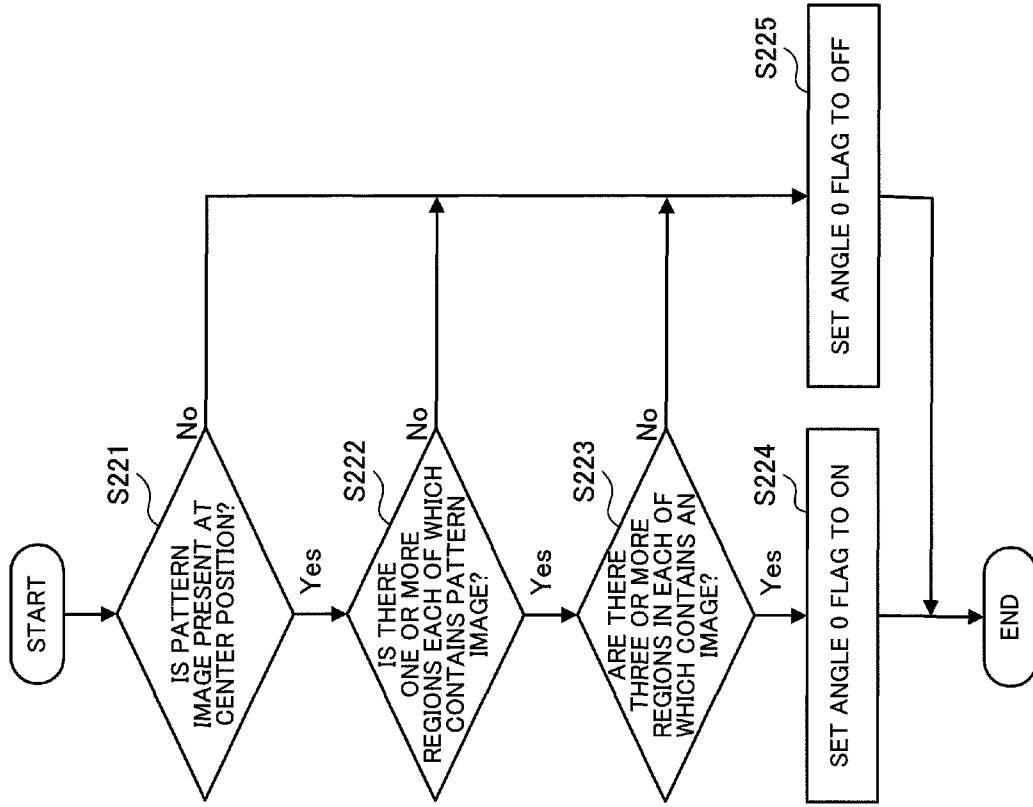 START
S221
IS PATTERN
IMAGE PRESENT AT
CENTER POSITION?
No
Yes
S222
IS THERE
ONE OR MORE
REGIONS EACH OF WHICH
CONTAINS PATTERN
IMAGE?
No
Yes
S223
ARE THERE
THREE OR MORE
REGIONS IN EACH OF
WHICH CONTAINS AN
IMAGE?
No
Yes
S224
SET ANGLE 0 FLAG TO ON
S225
SET ANGLE 0 FLAG TO OFF
END